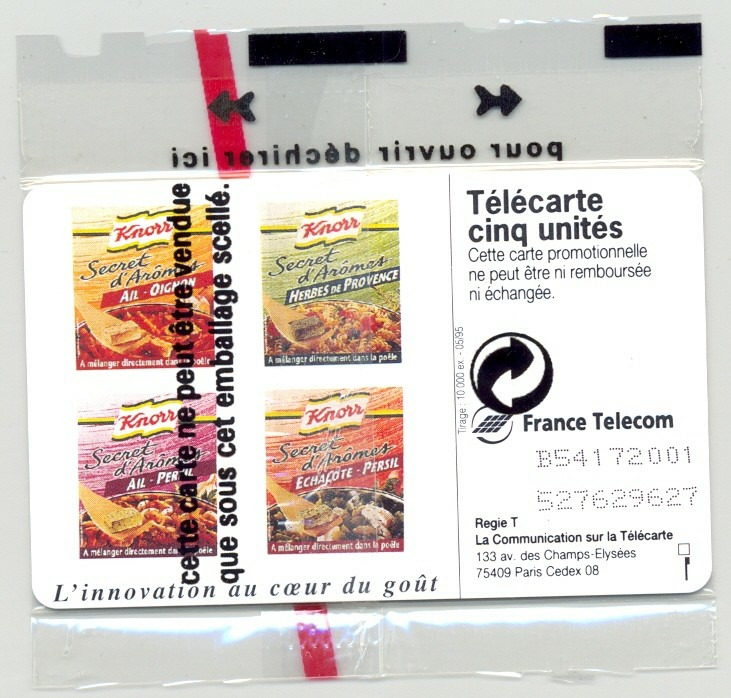 pour ouvrir déchirer ici
cette carte ne peut être vendue
que sous cet emballage scellé.
Knorr
Secret
d'Arômes
AIL - OIGNON
A mélanger directement dans la poêle
Knorr
Secret
d'Arômes
HERBES DE PROVENCE
A mélanger directement dans la poêle
Knorr
Secret
d'Arômes
AIL - PERSIL
A mélanger directement dans la poêle
Knorr
Secret
d'Arômes
ECHALOTE - PERSIL
A mélanger directement dans la poêle
L'innovation au cœur du goût
Télécarte
cinq unités
Cette carte promotionnelle
ne peut être ni remboursée
ni échangée.
Tirage : 10 000 ex. - 05/95
France Telecom
B54172001
527629627
Regie T
La Communication sur la Télécarte
133 av. des Champs-Elysées
75409 Paris Cedex 08